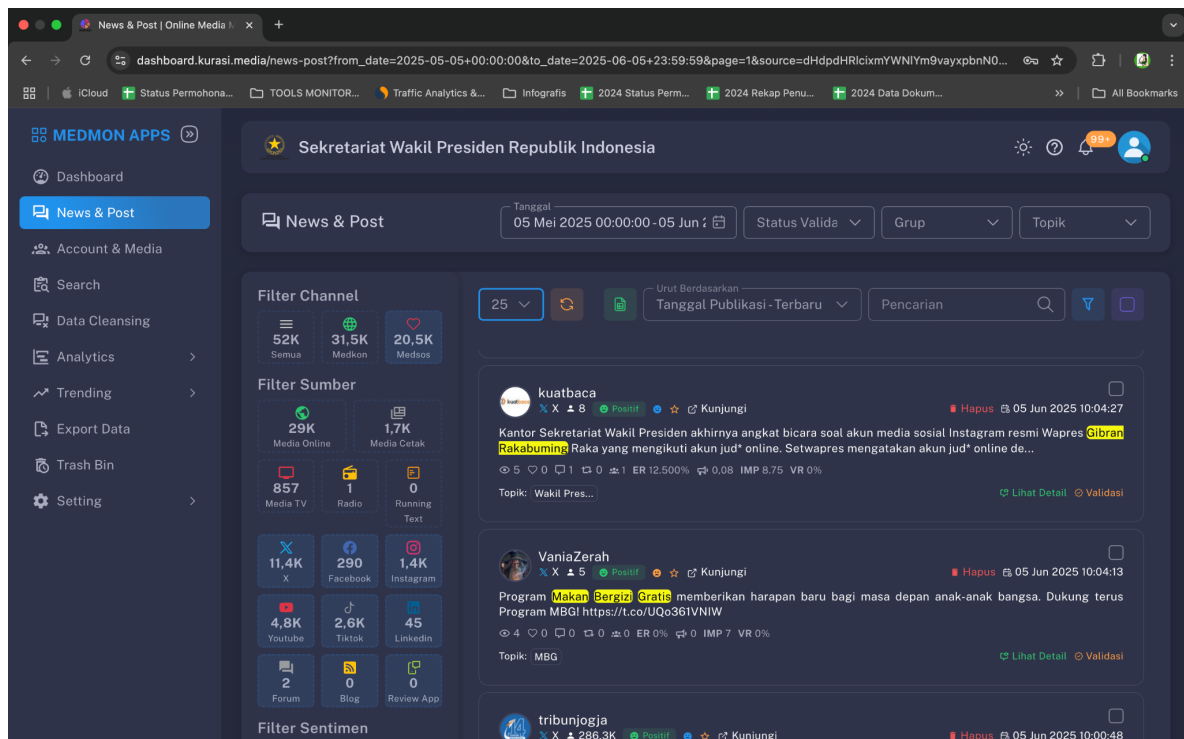 News & Post | Online Media M
dashboard.kurasi.media/news-post?from_date=2025-05-05+00:00:00&to_date=2025-06-05+23:59:59&page=1&source=dHdpdHRlcixmYWNlYm9vayxpbnN0...
iCloud
Status Permohona...
TOOLS MONITOR...
Traffic Analytics &...
Infografis
2024 Status Perm...
2024 Rekap Penu...
2024 Data Dokum...
All Bookmarks
MEDMON APPS
Dashboard
News & Post
Account & Media
Search
Data Cleansing
Analytics
Trending
Export Data
Trash Bin
Setting
Sekretariat Wakil Presiden Republik Indonesia
99+
News & Post
Tanggal
05 Mei 2025 00:00:00 - 05 Jun 2
Status Valida
Grup
Topik
Filter Channel
52K
Semua
31,5K
Medkon
20,5K
Medsos
Filter Sumber
29K
Media Online
1,7K
Media Cetak
857
Media TV
1
Radio
0
Running
Text
11,4K
X
290
Facebook
1,4K
Instagram
4,8K
Youtube
2,6K
Tiktok
45
Linkedin
2
Forum
0
Blog
0
Review App
Filter Sentimen
25
Urut Berdasarkan
Tanggal Publikasi - Terbaru
Pencarian
kuatbaca
X 8 Positif Kunjungi
Hapus 05 Jun 2025 10:04:27
Kantor Sekretariat Wakil Presiden akhirnya angkat bicara soal akun media sosial Instagram resmi Wapres Gibran
Rakabuming Raka yang mengikuti akun jud* online. Setwapres mengatakan akun jud* online de...
5 0 1 0 1 ER 12.500% 0,08 IMP 8.75 VR 0%
Topik: Wakil Pres...
Lihat Detail Validasi
VaniaZerah
X 5 Positif Kunjungi
Hapus 05 Jun 2025 10:04:13
Program Makan Bergizi Gratis memberikan harapan baru bagi masa depan anak-anak bangsa. Dukung terus
Program MBG! https://t.co/UQo361VNIW
4 0 0 0 0 ER 0% 0 IMP 7 VR 0%
Topik: MBG
Lihat Detail Validasi
tribunjogja
X 286,3K Positif Kunjungi
Hapus 05 Jun 2025 10:00:48